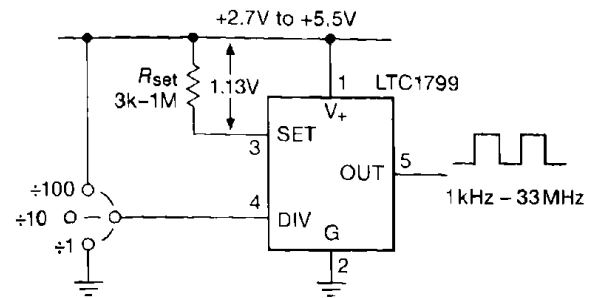 +2.7V to +5.5V
Rset
3k–1M
1.13V
1
LTC1799
V+
3
SET
OUT
5
1kHz – 33MHz
÷100
÷10
÷1
4
DIV
G
2